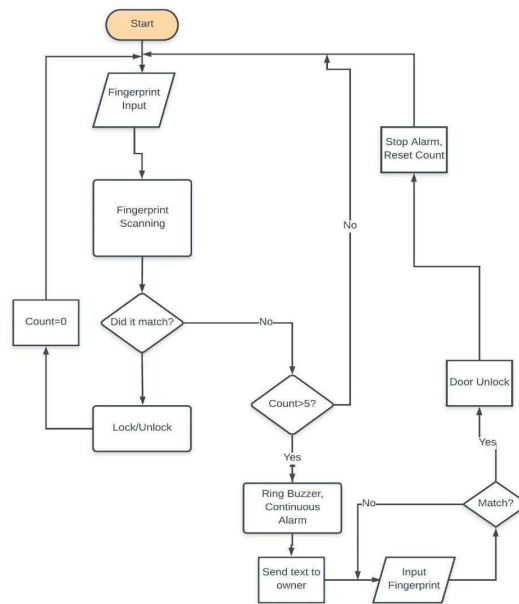 Start
Fingerprint
Input
Fingerprint
Scanning
Did it match?
No
Count=0
Lock/Unlock
Count>5?
No
Yes
Ring Buzzer,
Continuous
Alarm
Send text to
owner
Input
Fingerprint
No
Match?
Yes
Door Unlock
Stop Alarm,
Reset Count